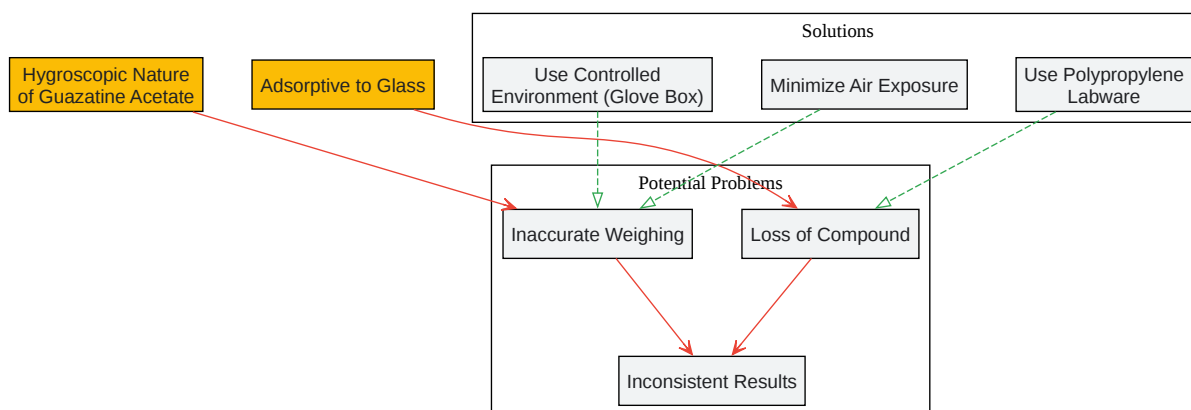 Solutions
Hygroscopic Nature
of Guazatine Acetate
Adsorptive to Glass
Use Controlled
Environment (Glove Box)
Minimize Air Exposure
Use Polypropylene
Labware
Potential Problems
Inaccurate Weighing
Loss of Compound
Inconsistent Results